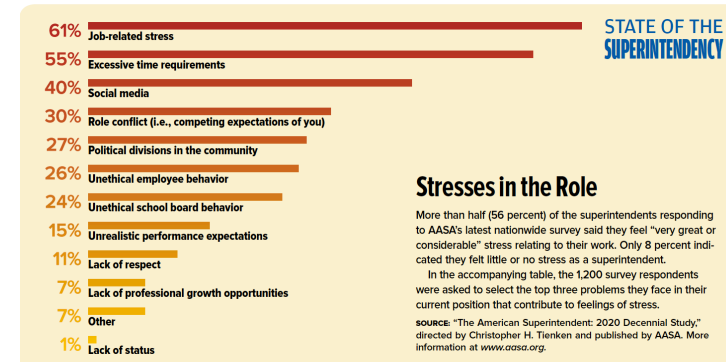 61%
Job-related stress
55%
Excessive time requirements
40%
Social media
30%
Role conflict (i.e., competing expectations of you)
27%
Political divisions in the community
26%
Unethical employee behavior
24%
Unethical school board behavior
15%
Unrealistic performance expectations
11%
Lack of respect
7%
Lack of professional growth opportunities
7%
Other
1%
Lack of status
STATE OF THE
SUPERINTENDENCY
Stresses in the Role
More than half (56 percent) of the superintendents responding
to AASA’s latest nationwide survey said they feel “very great or
considerable” stress relating to their work. Only 8 percent indi-
cated they felt little or no stress as a superintendent.
In the accompanying table, the 1,200 survey respondents
were asked to select the top three problems they face in their
current position that contribute to feelings of stress.
SOURCE: “The American Superintendent: 2020 Decennial Study,”
directed by Christopher H. Tienken and published by AASA. More
information at www.aasa.org.